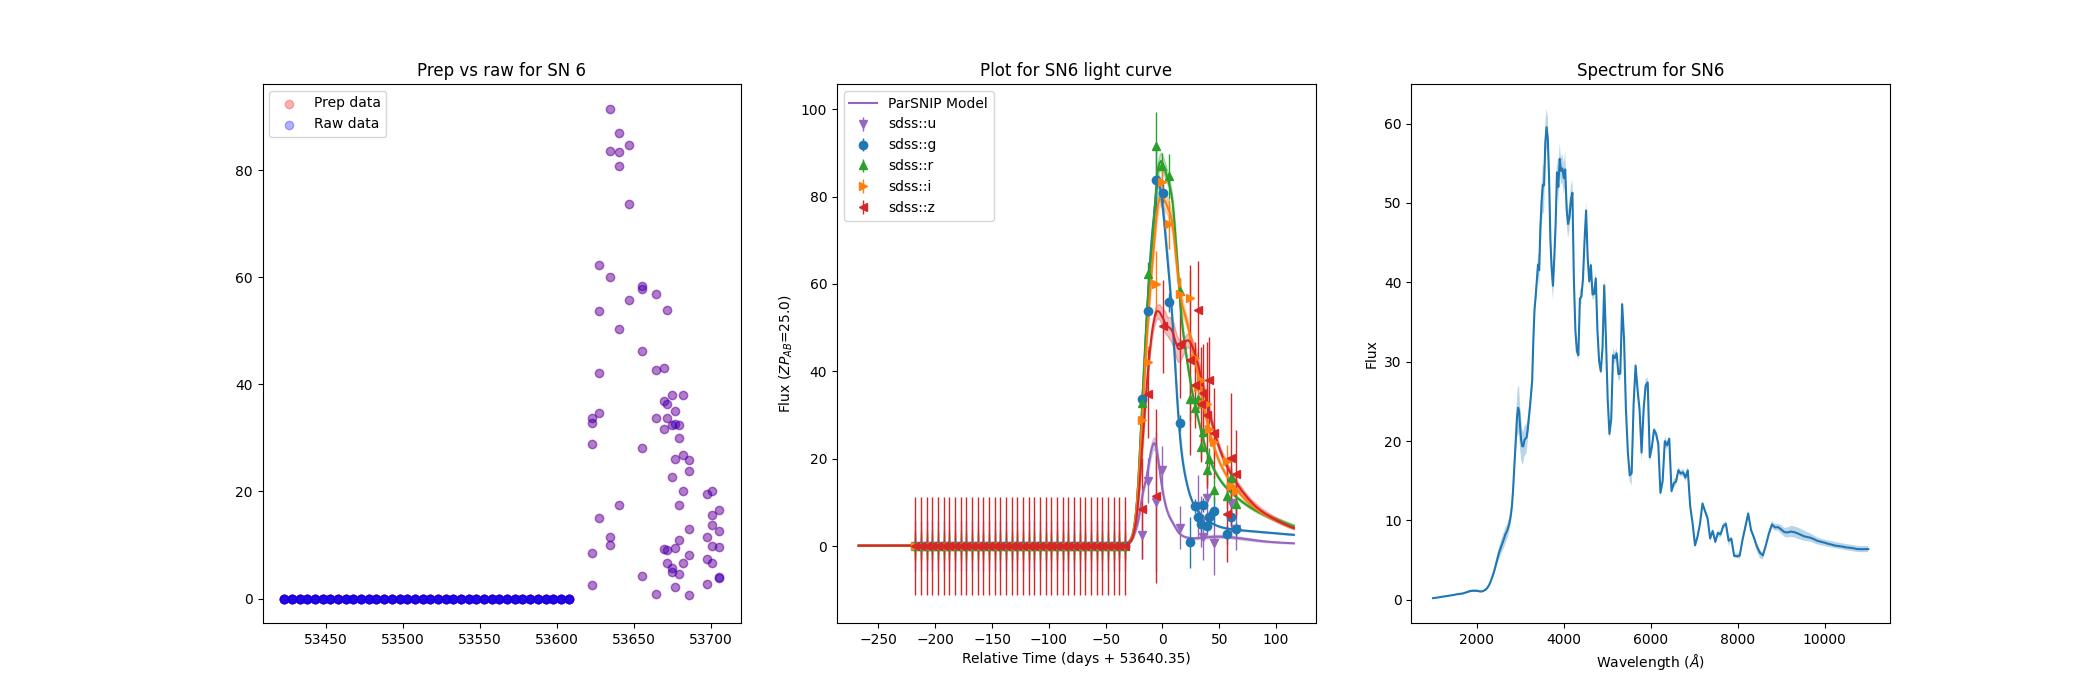 Prep vs raw for SN 6
Prep data
Raw data
80
60
40
20
0
53450
53500
53550
53600
53650
53700
Plot for SN6 light curve
ParSNIP Model
sdss::u
sdss::g
sdss::r
sdss::i
sdss::z
Flux (ZP_AB=25.0)
100
80
60
40
20
0
−250
−200
−150
−100
−50
0
50
100
Relative Time (days + 53640.35)
Spectrum for SN6
Flux
60
50
40
30
20
10
0
2000
4000
6000
8000
10000
Wavelength (Å)